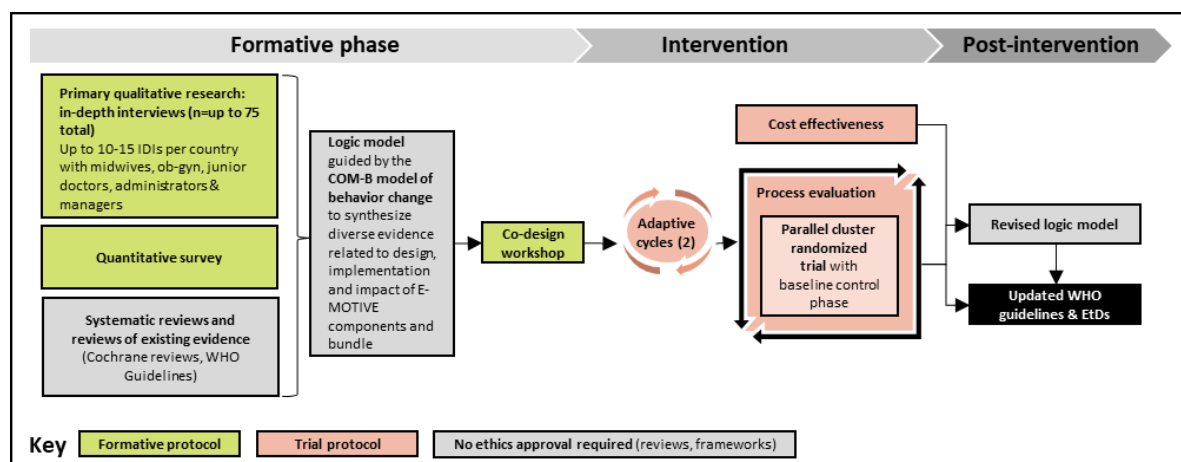 Formative phase
Intervention
Post-intervention
Primary qualitative research:
in-depth interviews (n=up to 75
total)
Up to 10-15 IDIs per country
with midwives, ob-gyn, junior
doctors, administrators &
managers
Quantitative survey
Systematic reviews and
reviews of existing evidence
(Cochrane reviews, WHO
Guidelines)
Logic model
guided by the
COM-B model of
behavior change
to synthesize
diverse evidence
related to design,
implementation
and impact of E-
MOTIVE
components and
bundle
Co-design
workshop
Adaptive
cycles (2)
Cost effectiveness
Process evaluation
Parallel cluster
randomized
trial with
baseline control
phase
Revised logic model
Updated WHO
guidelines & EtDs
Key
Formative protocol
Trial protocol
No ethics approval required (reviews, frameworks)